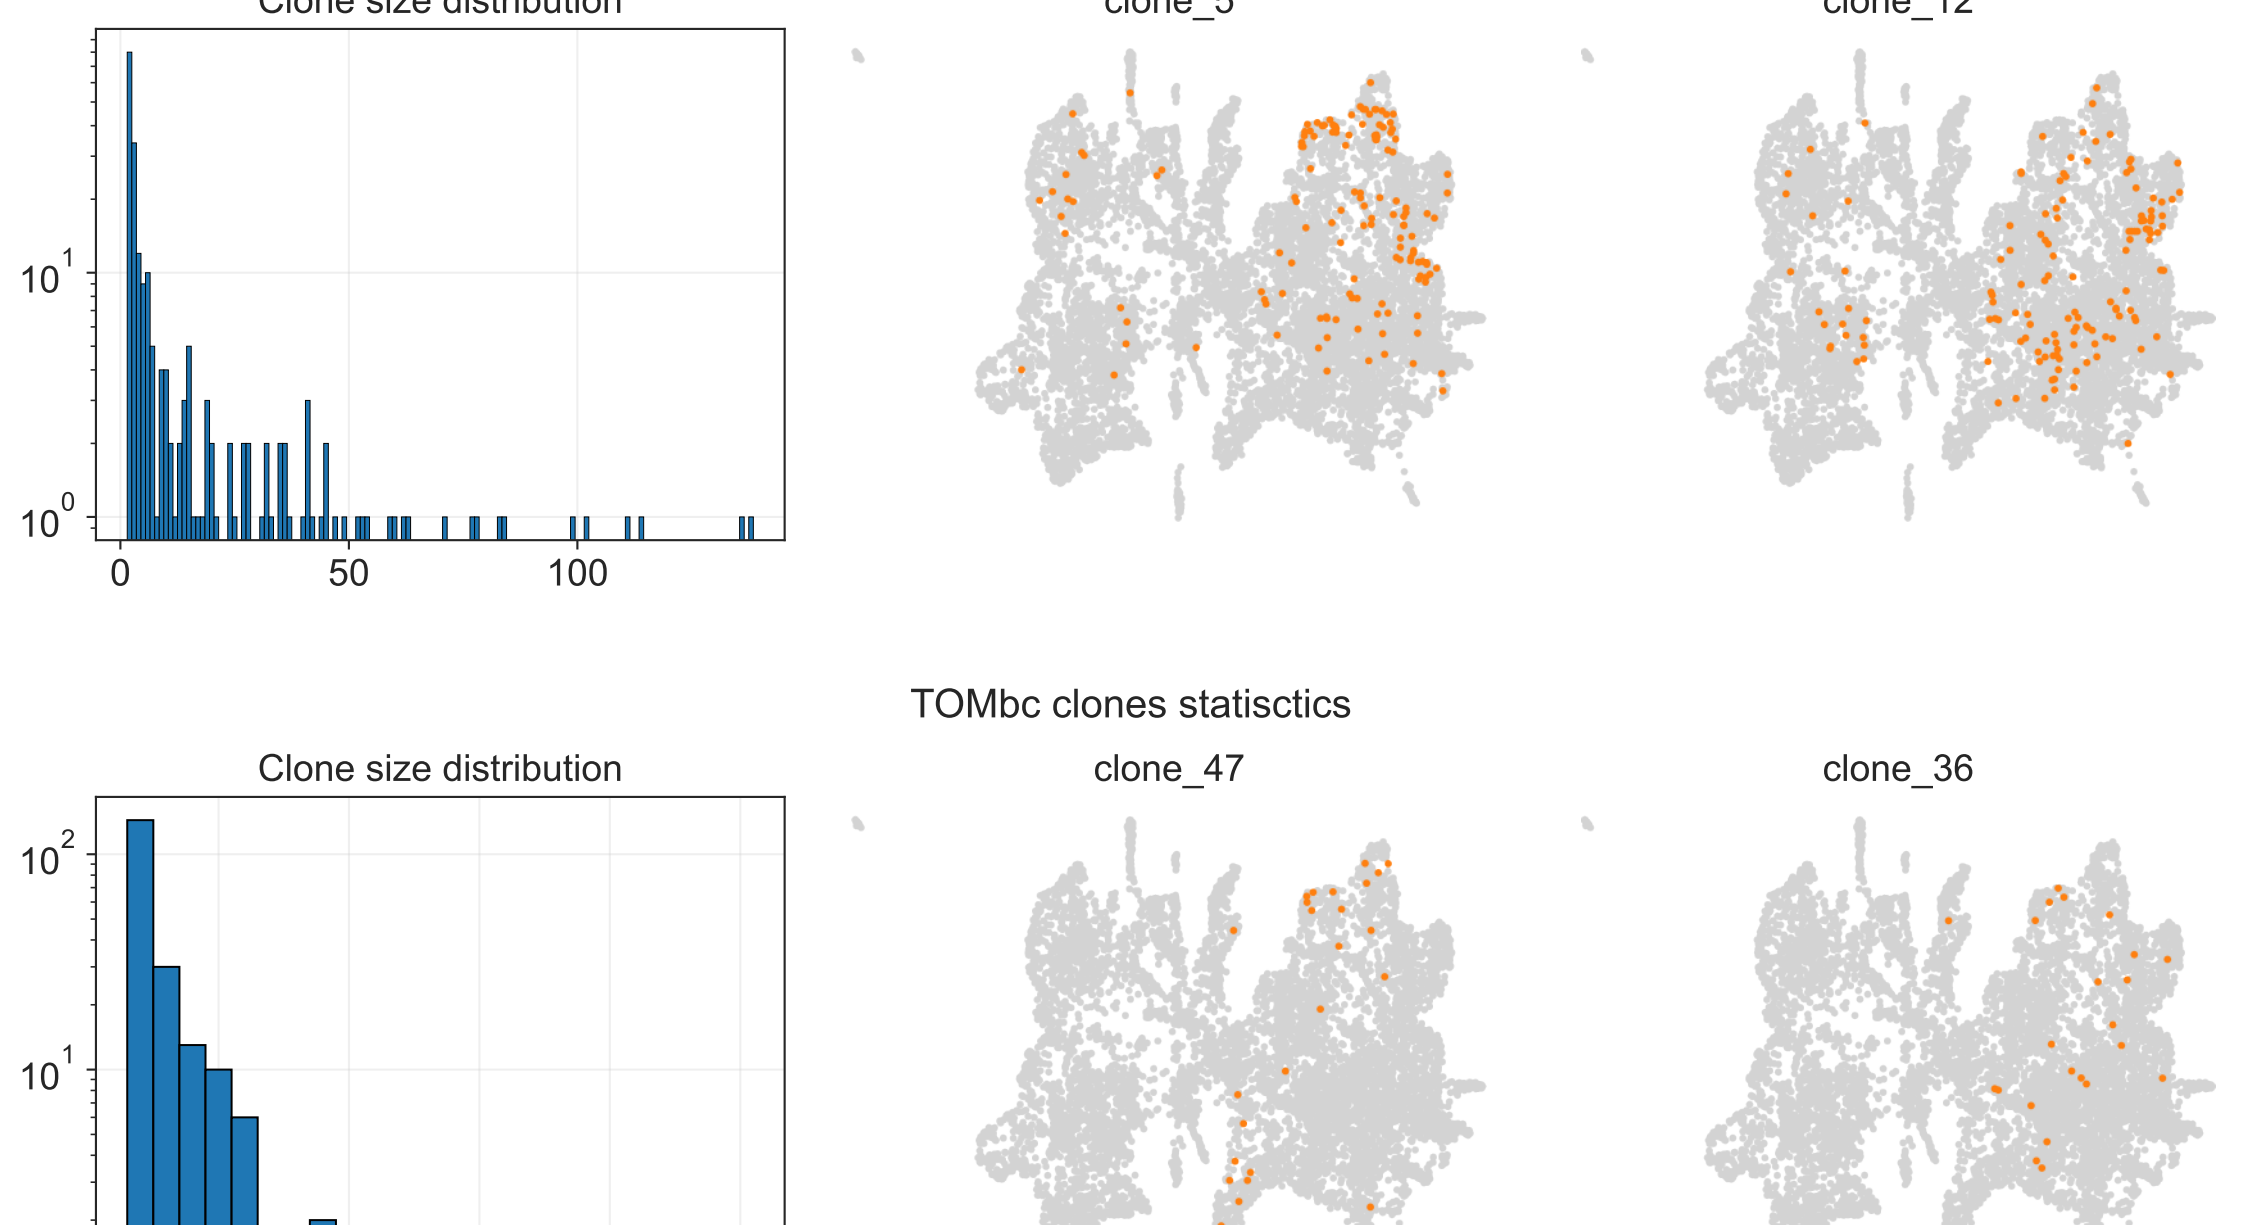 Clone size distribution
clone_5
clone_12
10^1
10^0
0 50 100
TOMbc clones statisctics
Clone size distribution
clone_47
clone_36
10^2
10^1